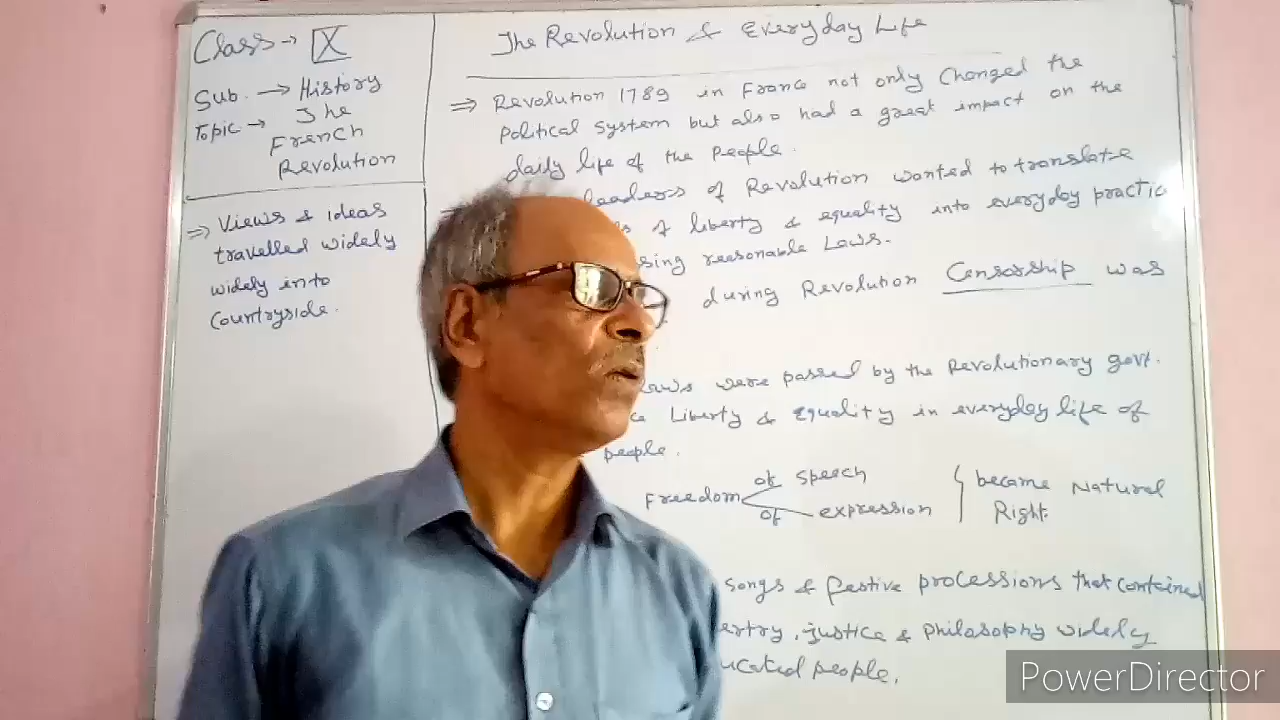 Class → X
Sub. → History
Topic → The
French
Revolution
⇒ Views & ideas
travelled widely
widely into
Countryside.
The Revolution & Everyday Life
⇒ Revolution 1789 in France not only Changed the
Political system but also had a great impact on the
daily life of the People.
leaders of Revolution wanted to translate
of liberty & equality into everyday practic
reasonable Laws.
during Revolution Censorship was
were passed by the Revolutionary govt.
Liberty & Equality in everyday life of
people.
Freedom of speech
of expression
became Natural
Right.
songs & festive processions that contained
justice & Philosophy widely
people.
PowerDirector